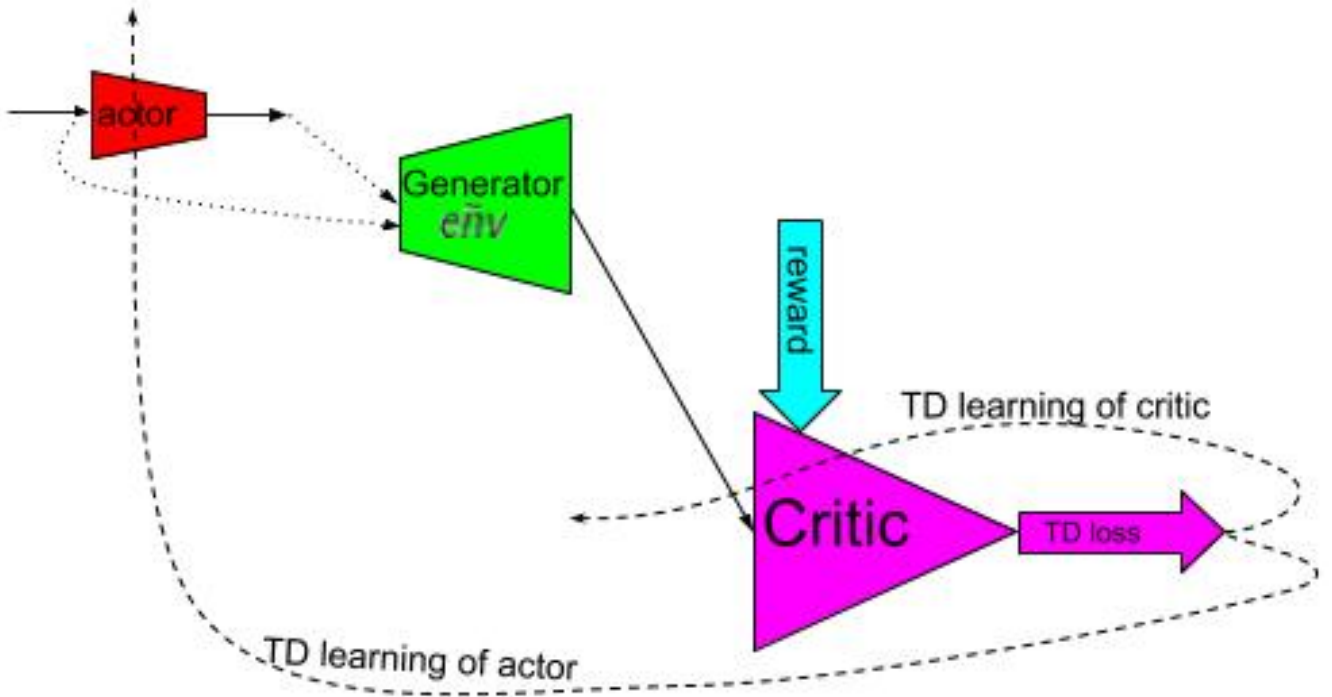 actor
Generator
eñv
reward
TD learning of critic
Critic
TD loss
TD learning of actor